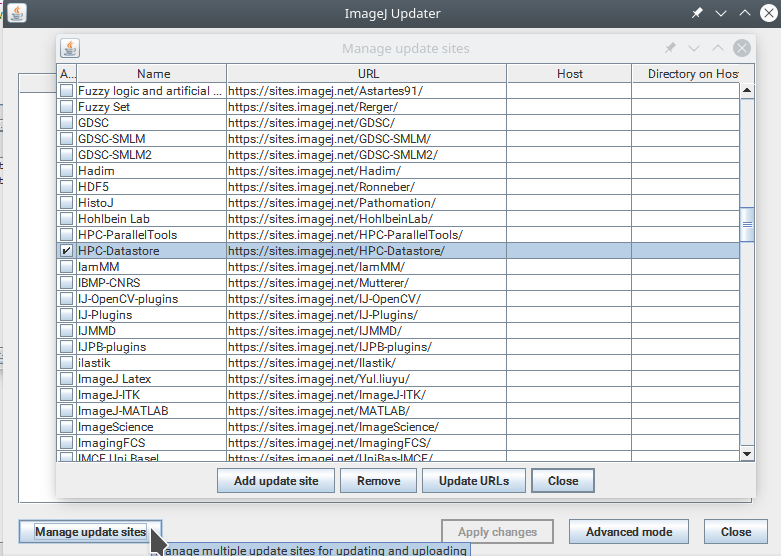 ImageJ Updater
Manage update sites
A... Name URL Host Directory on Host
Fuzzy logic and artificial ... https://sites.imagej.net/Astartes91/
Fuzzy Set https://sites.imagej.net/Rerger/
GDSC https://sites.imagej.net/GDSC/
GDSC-SMLM https://sites.imagej.net/GDSC-SMLM/
GDSC-SMLM2 https://sites.imagej.net/GDSC-SMLM2/
Hadim https://sites.imagej.net/Hadim/
HDF5 https://sites.imagej.net/Ronneber/
HistoJ https://sites.imagej.net/Pathomation/
Hohlbein Lab https://sites.imagej.net/HohlbeinLab/
HPC-ParallelTools https://sites.imagej.net/HPC-ParallelTools/
HPC-Datastore https://sites.imagej.net/HPC-Datastore/
IamMM https://sites.imagej.net/IamMM/
IBMP-CNRS https://sites.imagej.net/Mutterer/
IJ-OpenCV-plugins https://sites.imagej.net/IJ-OpenCV/
IJ-Plugins https://sites.imagej.net/IJ-Plugins/
IJMMD https://sites.imagej.net/IJMMD/
IJPB-plugins https://sites.imagej.net/IJPB-plugins/
ilastik https://sites.imagej.net/Ilastik/
ImageJ Latex https://sites.imagej.net/Yul.liuyu/
ImageJ-ITK https://sites.imagej.net/ImageJ-ITK/
ImageJ-MATLAB https://sites.imagej.net/MATLAB/
ImageScience https://sites.imagej.net/ImageScience/
ImagingFCS https://sites.imagej.net/ImagingFCS/
IMCF Uni Basel https://sites.imagej.net/UniBas-IMCF/
Add update site Remove Update URLs Close
Manage update sites Apply changes Advanced mode Close
anage multiple update sites for updating and uploading